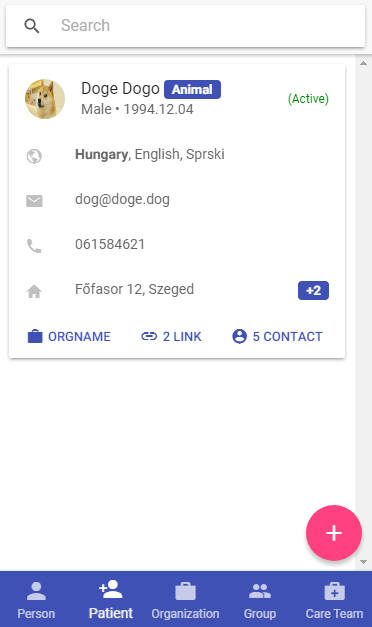 Search
Doge Dogo Animal
Male • 1994.12.04
(Active)
Hungary, English, Sprski
dog@doge.dog
061584621
Főfasor 12, Szeged
+2
ORGNAME 2 LINK 5 CONTACT
Person Patient Organization Group Care Team